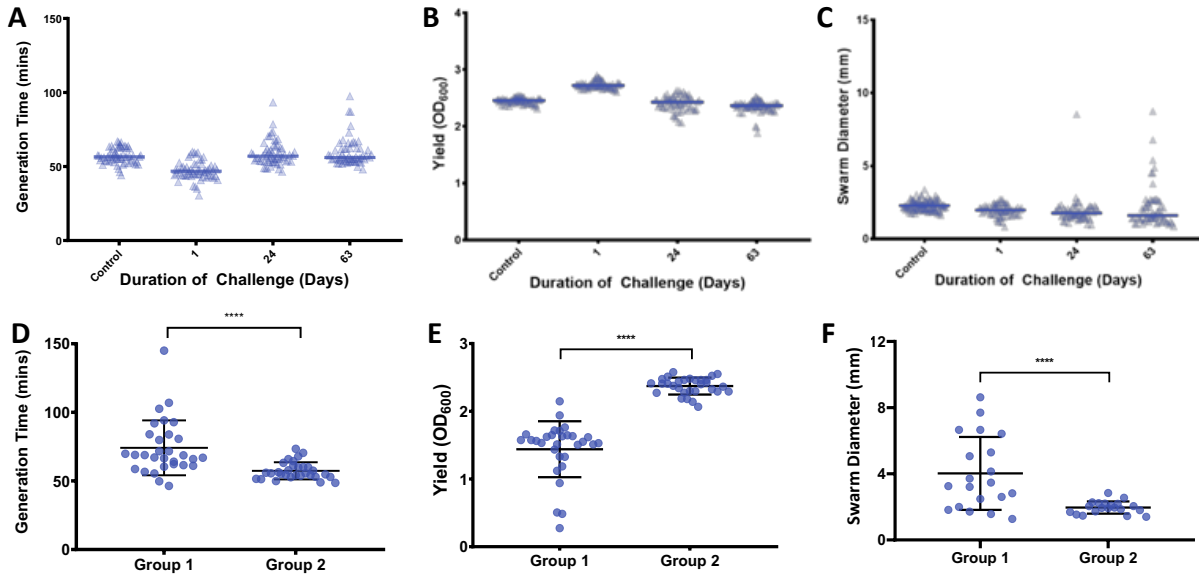 A
Generation Time (mins)
150
100
50
0
Control
1
24
63
Duration of Challenge (Days)
B
Yield (OD600)
4
3
2
1
0
Control
1
24
63
Duration of Challenge (Days)
C
Swarm Diameter (mm)
15
10
5
0
Control
1
24
63
Duration of Challenge (Days)
D
Generation Time (mins)
150
100
50
0
****
Group 1
Group 2
E
Yield (OD600)
3
2
1
0
****
Group 1
Group 2
F
Swarm Diameter (mm)
12
8
4
0
****
Group 1
Group 2